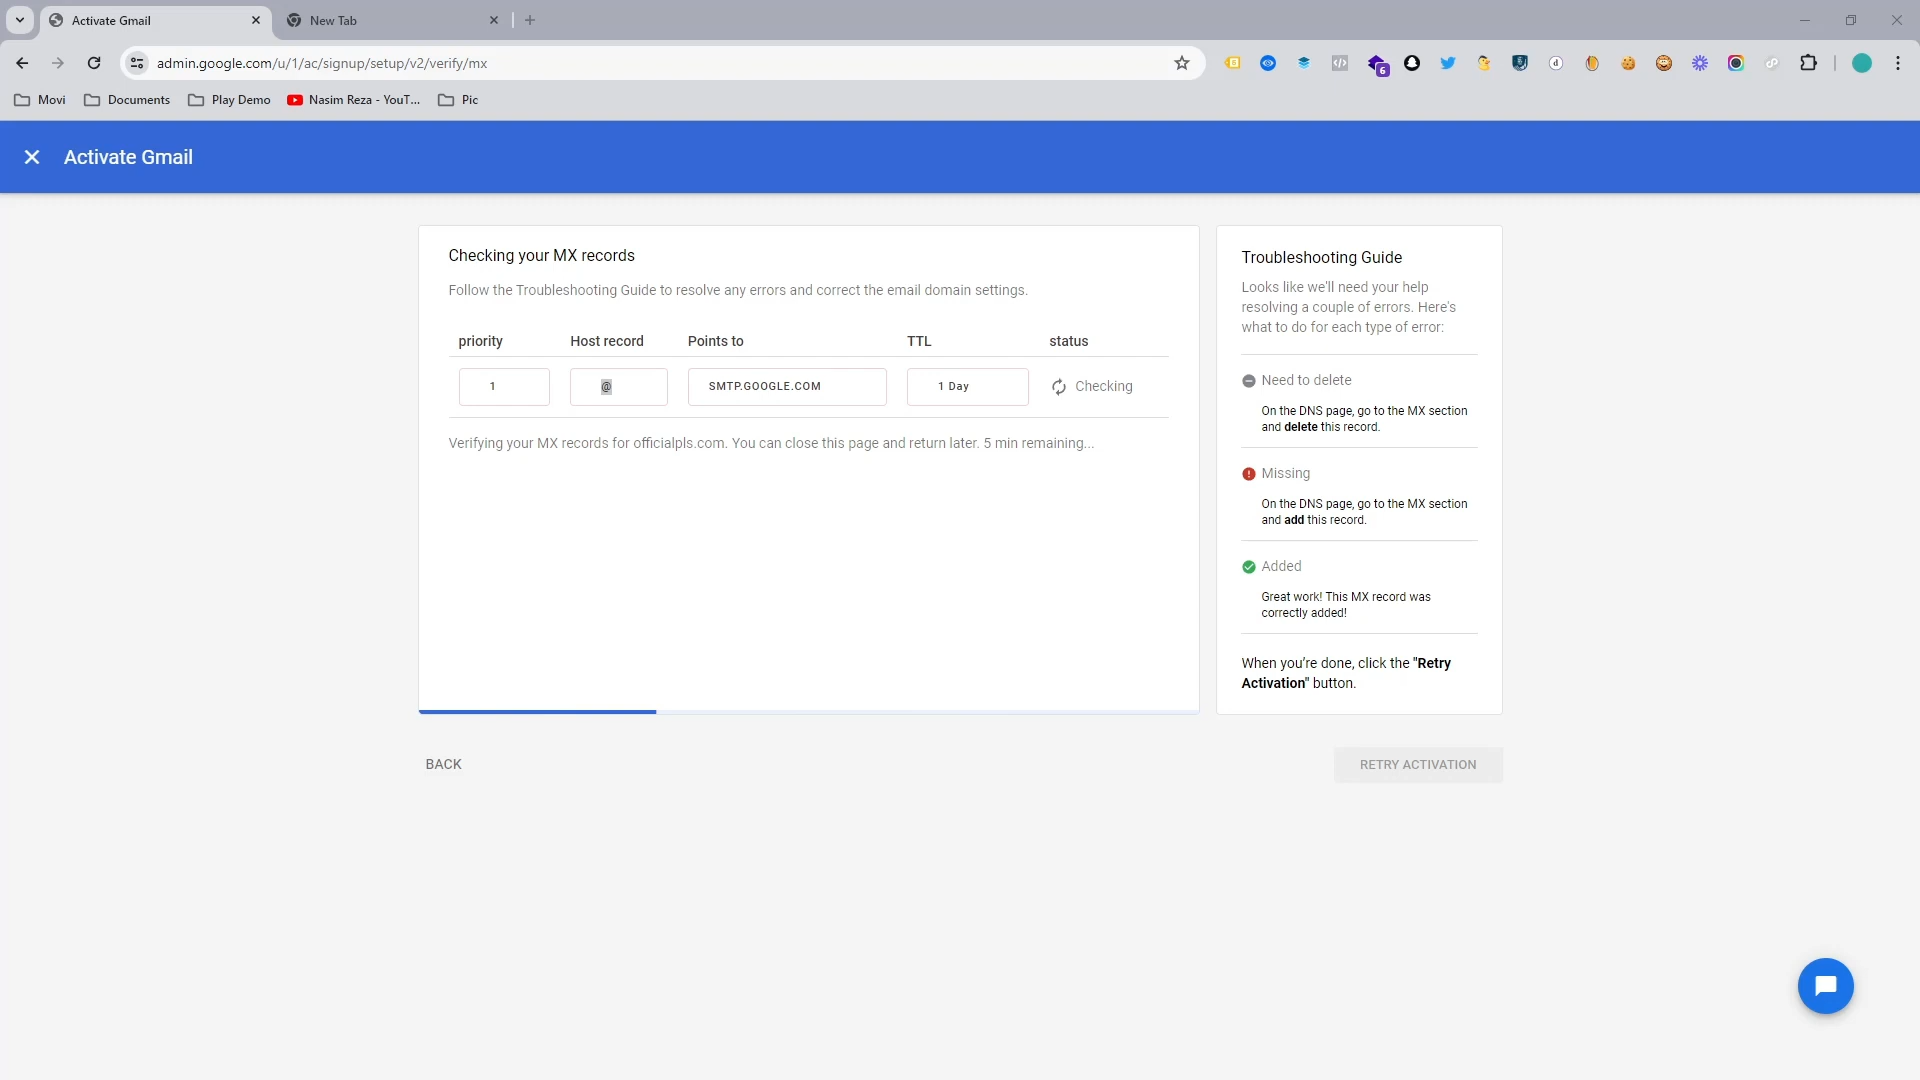 Activate Gmail
New Tab
admin.google.com/u/1/ac/signup/setup/v2/verify/mx
6
Movi
Documents
Play Demo
Nasim Reza - YouT...
Pic
Activate Gmail
Checking your MX records
Follow the Troubleshooting Guide to resolve any errors and correct the email domain settings.
priority Host record Points to TTL status
1 @ SMTP.GOOGLE.COM 1 Day Checking
Verifying your MX records for officialpls.com. You can close this page and return later. 5 min remaining...
Troubleshooting Guide
Looks like we'll need your help
resolving a couple of errors. Here's
what to do for each type of error:
Need to delete
On the DNS page, go to the MX section
and delete this record.
Missing
On the DNS page, go to the MX section
and add this record.
Added
Great work! This MX record was
correctly added!
When you're done, click the "Retry
Activation" button.
BACK
RETRY ACTIVATION